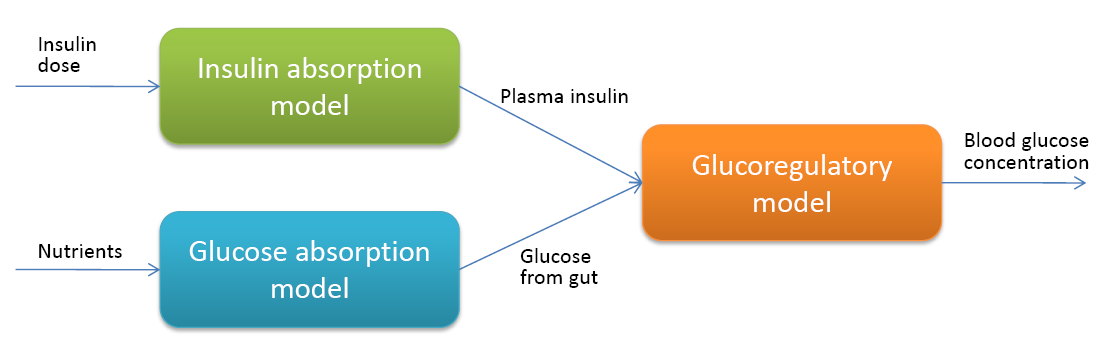 Insulin
dose
Insulin absorption
model
Plasma insulin
Nutrients
Glucose absorption
model
Glucose
from gut
Glucoregulatory
model
Blood glucose
concentration